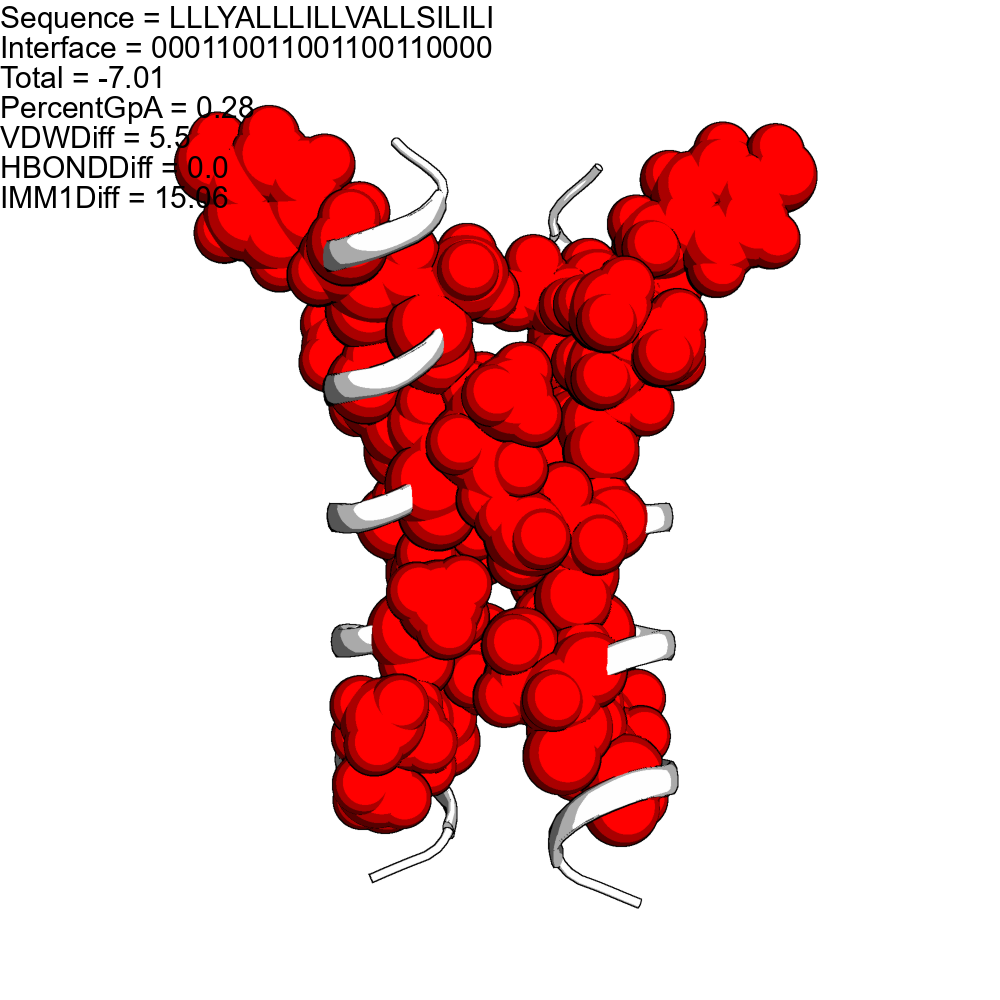 Sequence = LLLYALLLILLVALLSILILI
Interface = 000110011001100110000
Total = -7.01
PercentGpA = 0.28
VDWDiff = 5.5
HBONDDiff = 0.0
IMM1Diff = 15.06